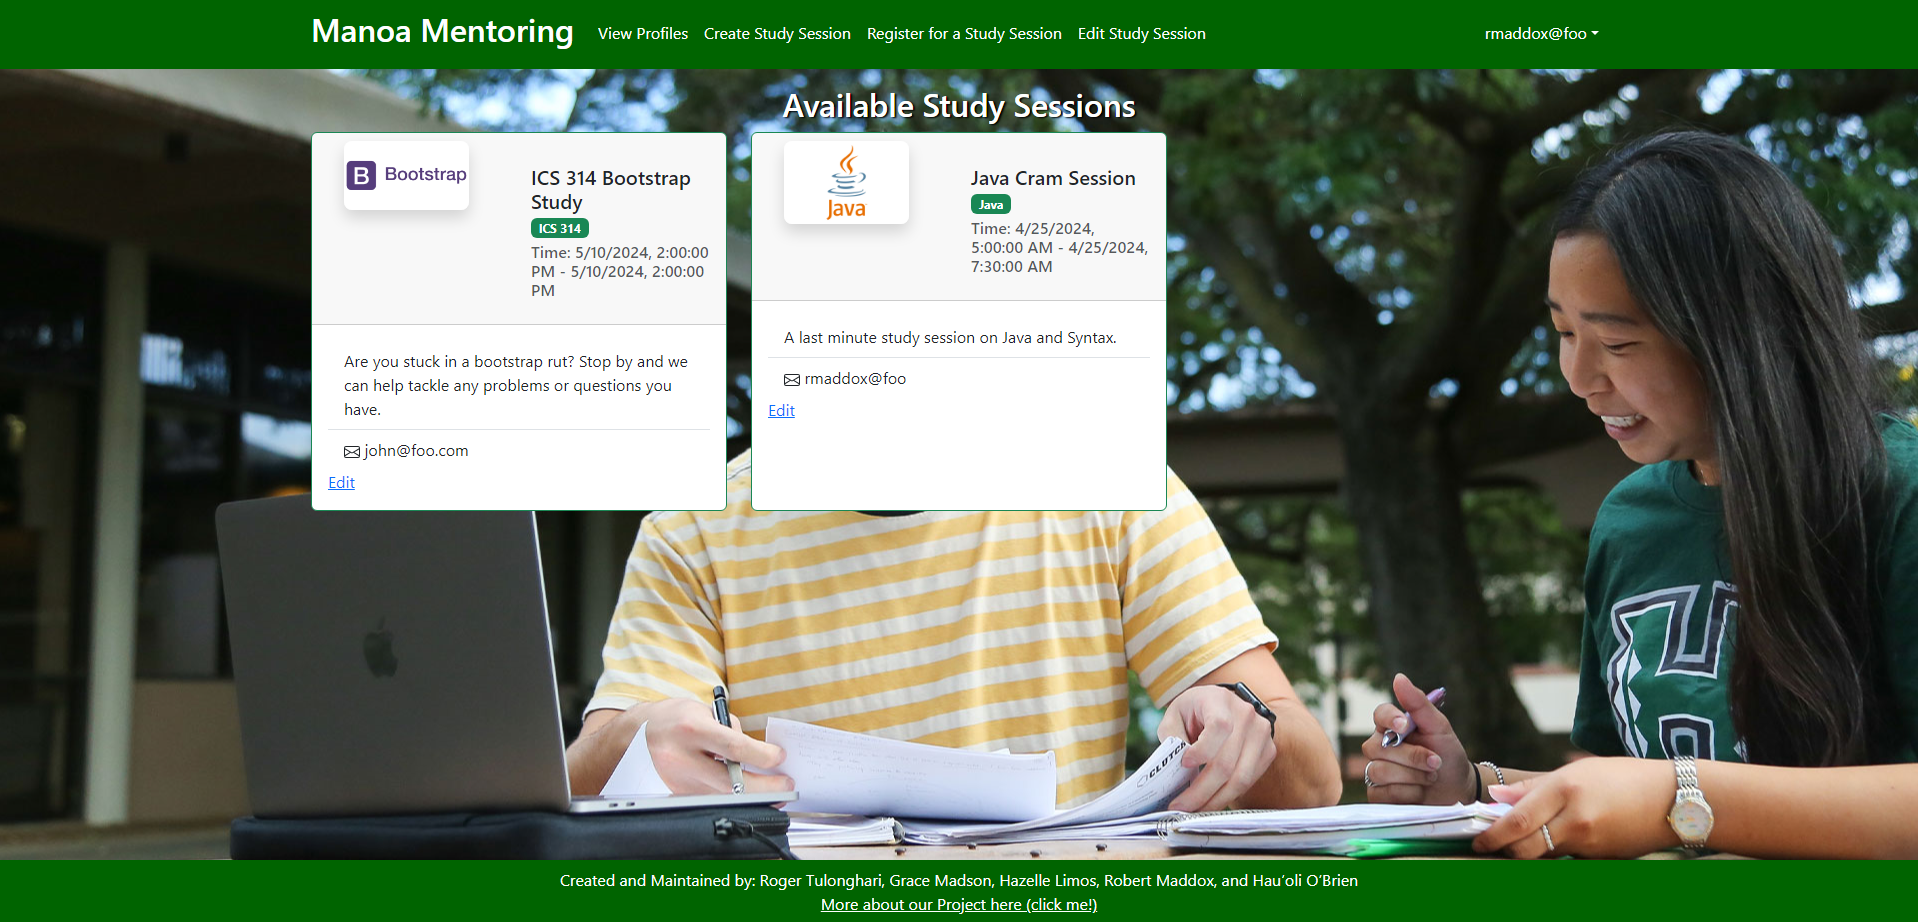 Manoa Mentoring
View Profiles
Create Study Session
Register for a Study Session
Edit Study Session
rmaddox@foo
Available Study Sessions
B Bootstrap
ICS 314 Bootstrap
Study
ICS 314
Time: 5/10/2024, 2:00:00
PM - 5/10/2024, 2:00:00
PM
Are you stuck in a bootstrap rut? Stop by and we
can help tackle any problems or questions you
have.
john@foo.com
Edit
Java
Java Cram Session
Java
Time: 4/25/2024,
5:00:00 AM - 4/25/2024,
7:30:00 AM
A last minute study session on Java and Syntax.
rmaddox@foo
Edit
CLUTCH
Created and Maintained by: Roger Tulonghari, Grace Madson, Hazelle Limos, Robert Maddox, and Hau‘oli O’Brien
More about our Project here (click me!)